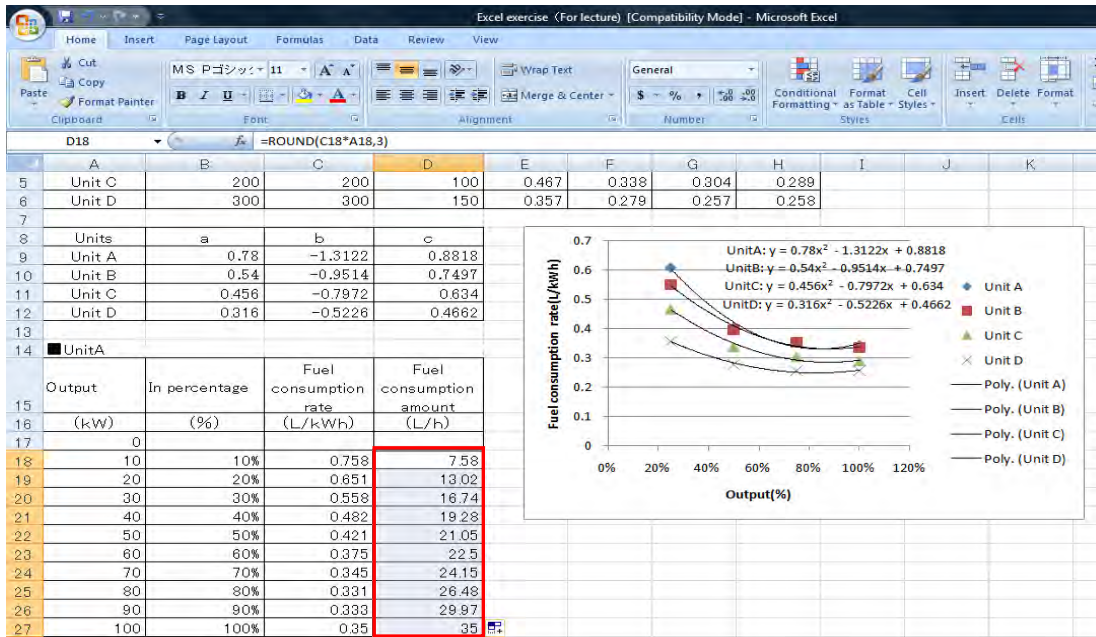 Excel exercise（For lecture） [Compatibility Mode] - Microsoft Excel
Home Insert Page Layout Formulas Data Review View
Paste
Cut
Copy
Format Painter
Clipboard
11
B I U
Font
Wrap Text
Merge & Center
Alignment
General
$ % ,
Number
Conditional Formatting
Format as Table
Cell Styles
Styles
Insert Delete Format
Cells
D18 fx =ROUND(C18*A18,3)
A B C D E F G H I J K
5 Unit C 200 200 100 0.467 0.338 0.304 0.289
6 Unit D 300 300 150 0.357 0.279 0.257 0.258
7
8 Units a b c
9 Unit A 0.78 -1.3122 0.8818
10 Unit B 0.54 -0.9514 0.7497
11 Unit C 0.456 -0.7972 0.634
12 Unit D 0.316 -0.5226 0.4662
13
14 ■UnitA
15 Output In percentage Fuel consumption rate Fuel consumption amount
16 (kW) (%) (L/kWh) (L/h)
17 0
18 10 10% 0.758 7.58
19 20 20% 0.651 13.02
20 30 30% 0.558 16.74
21 40 40% 0.482 19.28
22 50 50% 0.421 21.05
23 60 60% 0.375 22.5
24 70 70% 0.345 24.15
25 80 80% 0.331 26.48
26 90 90% 0.333 29.97
27 100 100% 0.35 35
Fuel consumption rate(L/kWh)
0.7
0.6
0.5
0.4
0.3
0.2
0.1
0
0% 20% 40% 60% 80% 100% 120%
Output(%)
UnitA: y = 0.78x² - 1.3122x + 0.8818
UnitB: y = 0.54x² - 0.9514x + 0.7497
UnitC: y = 0.456x² - 0.7972x + 0.634
UnitD: y = 0.316x² - 0.5226x + 0.4662
Unit A
Unit B
Unit C
Unit D
Poly. (Unit A)
Poly. (Unit B)
Poly. (Unit C)
Poly. (Unit D)